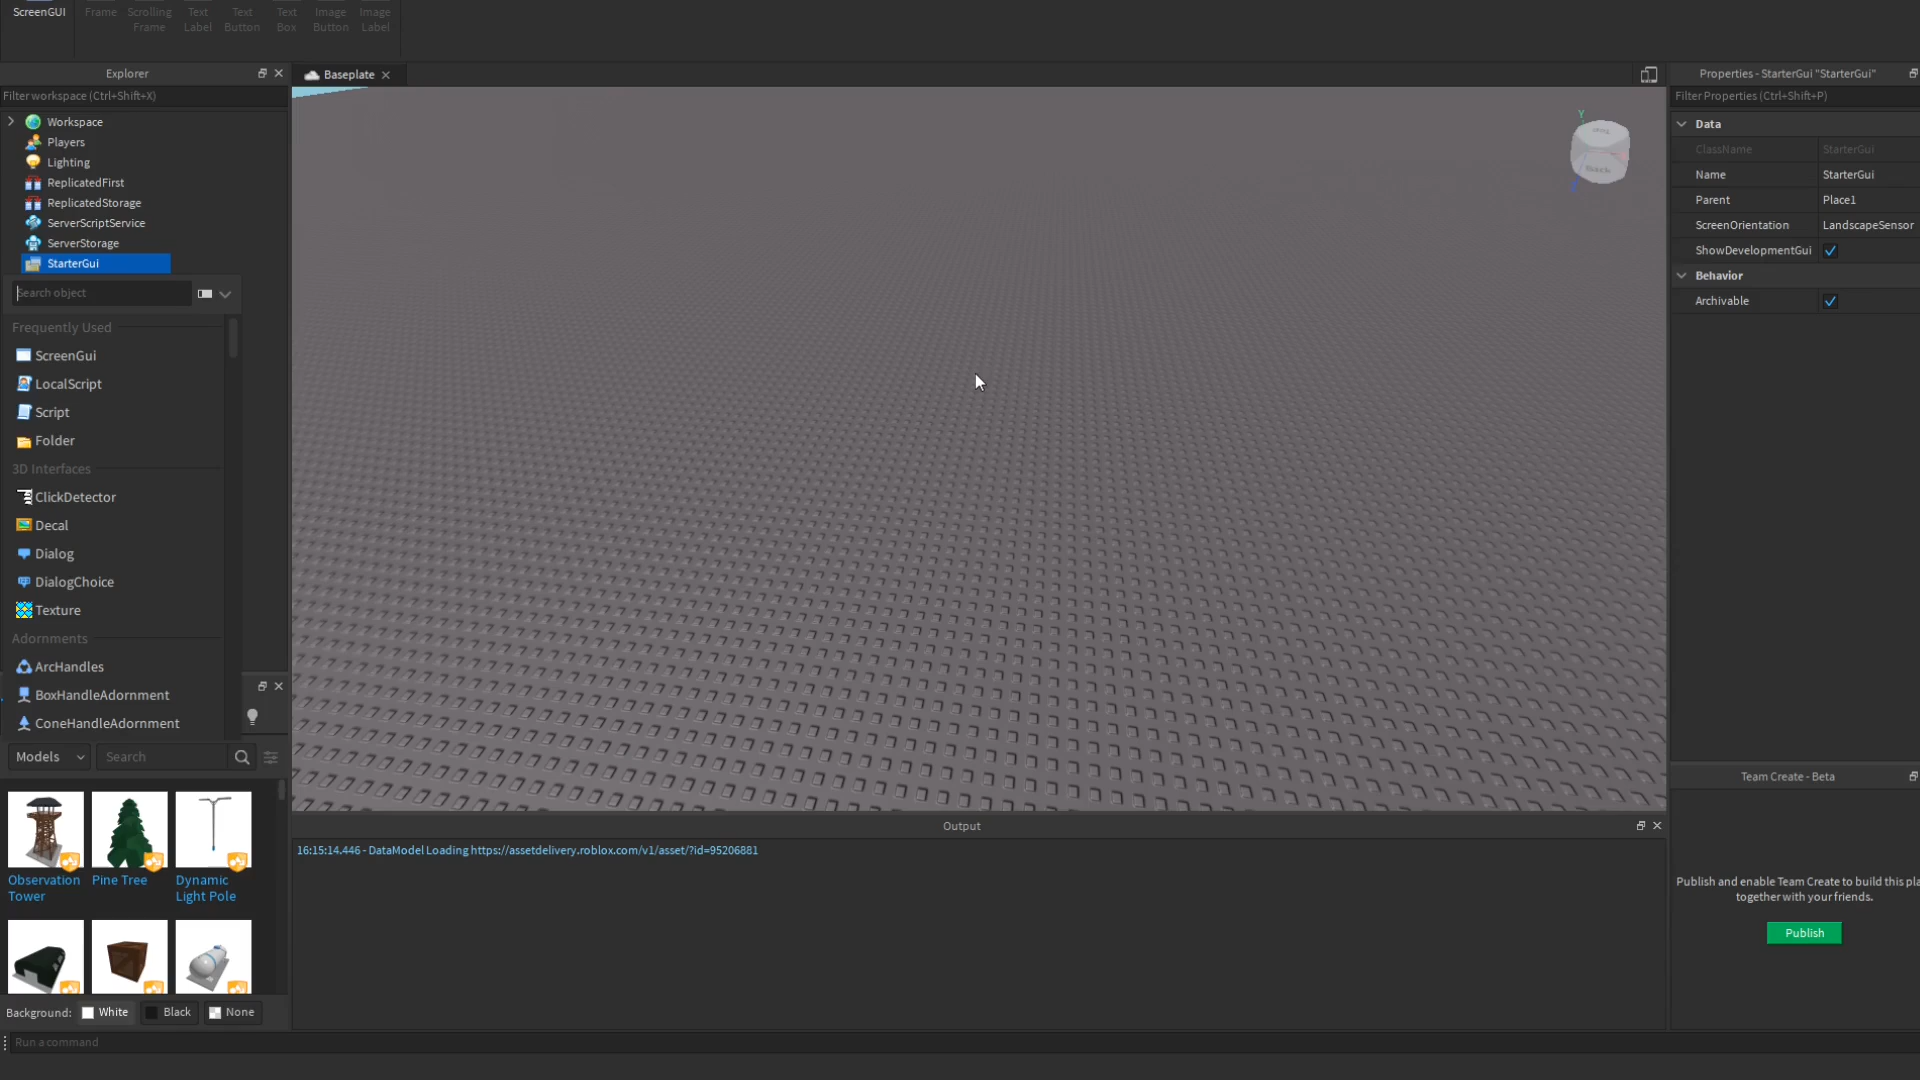 ScreenGUI
Frame
Scrolling
Frame
Text
Label
Text
Button
Text
Box
Image
Button
Image
Label
Explorer
Filter workspace (Ctrl+Shift+X)
Workspace
Players
Lighting
ReplicatedFirst
ReplicatedStorage
ServerScriptService
ServerStorage
StarterGui
Search object
Frequently Used
ScreenGui
LocalScript
Script
Folder
3D Interfaces
ClickDetector
Decal
Dialog
DialogChoice
Texture
Adornments
ArcHandles
BoxHandleAdornment
ConeHandleAdornment
Models
Search
Observation
Tower
Pine Tree
Dynamic
Light Pole
Background:
White
Black
None
Run a command
Baseplate
Y
Back
Output
16:15:14.446 - DataModel Loading https://assetdelivery.roblox.com/v1/asset/?id=95206881
Properties - StarterGui "StarterGui"
Filter Properties (Ctrl+Shift+P)
Data
ClassName StarterGui
Name StarterGui
Parent Place1
ScreenOrientation LandscapeSensor
ShowDevelopmentGui
Behavior
Archivable
Team Create - Beta
Publish and enable Team Create to build this pla
together with your friends.
Publish